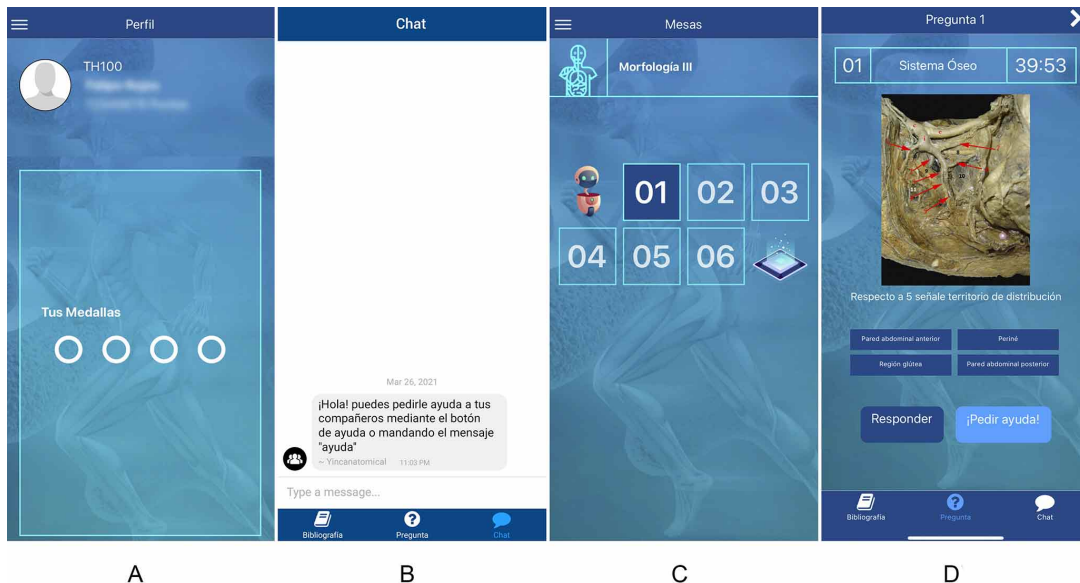 Perfil
TH100
Tus Medallas
A
Chat
Mar 26, 2021
¡Hola! puedes pedirle ayuda a tus
compañeros mediante el botón
de ayuda o mandando el mensaje
"ayuda"
~ Yincanatomical 11:03 PM
Type a message...
Bibliografía Pregunta Chat
B
Mesas
Morfología III
01 02 03
04 05 06
C
Pregunta 1
01 Sistema Óseo 39:53
Respecto a 5 señale territorio de distribución
Pared abdominal anterior Periné
Región glútea Pared abdominal posterior
Responder ¡Pedir ayuda!
Bibliografía Pregunta Chat
D